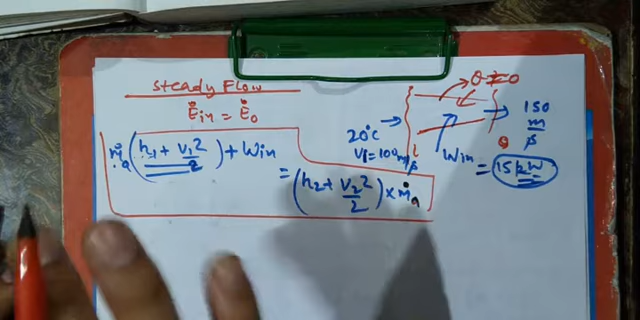 Steady Flow
Ėin = Ėo
ṁa (h1 + V1²/2) + Win
= (h2 + V2²/2) × ṁa
20°C
V1 = 100 m/s
150
m
s
Win = 15 kW